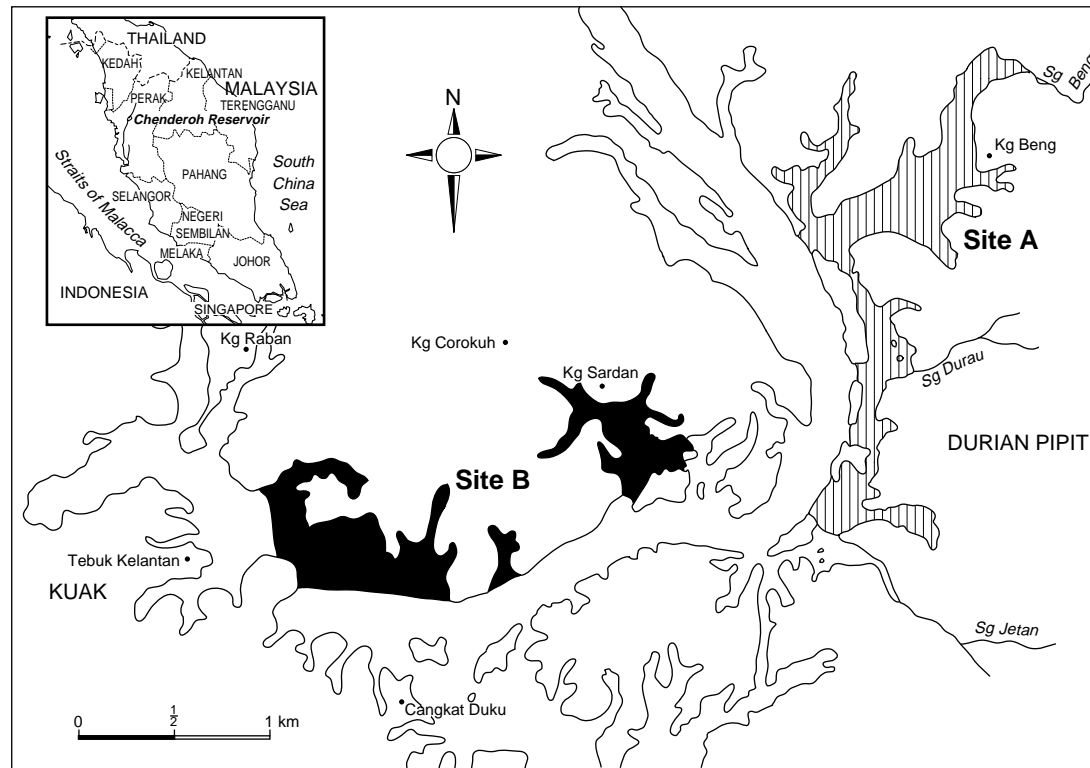 THAILAND
KEDAH
KELANTAN
MALAYSIA
PERAK
TERENGGANU
Chenderoh Reservoir
Straits of Malacca
PAHANG
South
China
Sea
SELANGOR
NEGERI
SEMBILAN
MELAKA
JOHOR
INDONESIA
SINGAPORE
N
Sg Beng
Kg Beng
Site A
Kg Raban
Kg Corokuh
Kg Sardan
Sg Durau
DURIAN PIPIT
Site B
Tebuk Kelantan
KUAK
Sg Jetan
Cangkat Duku
0 1/2 1 km